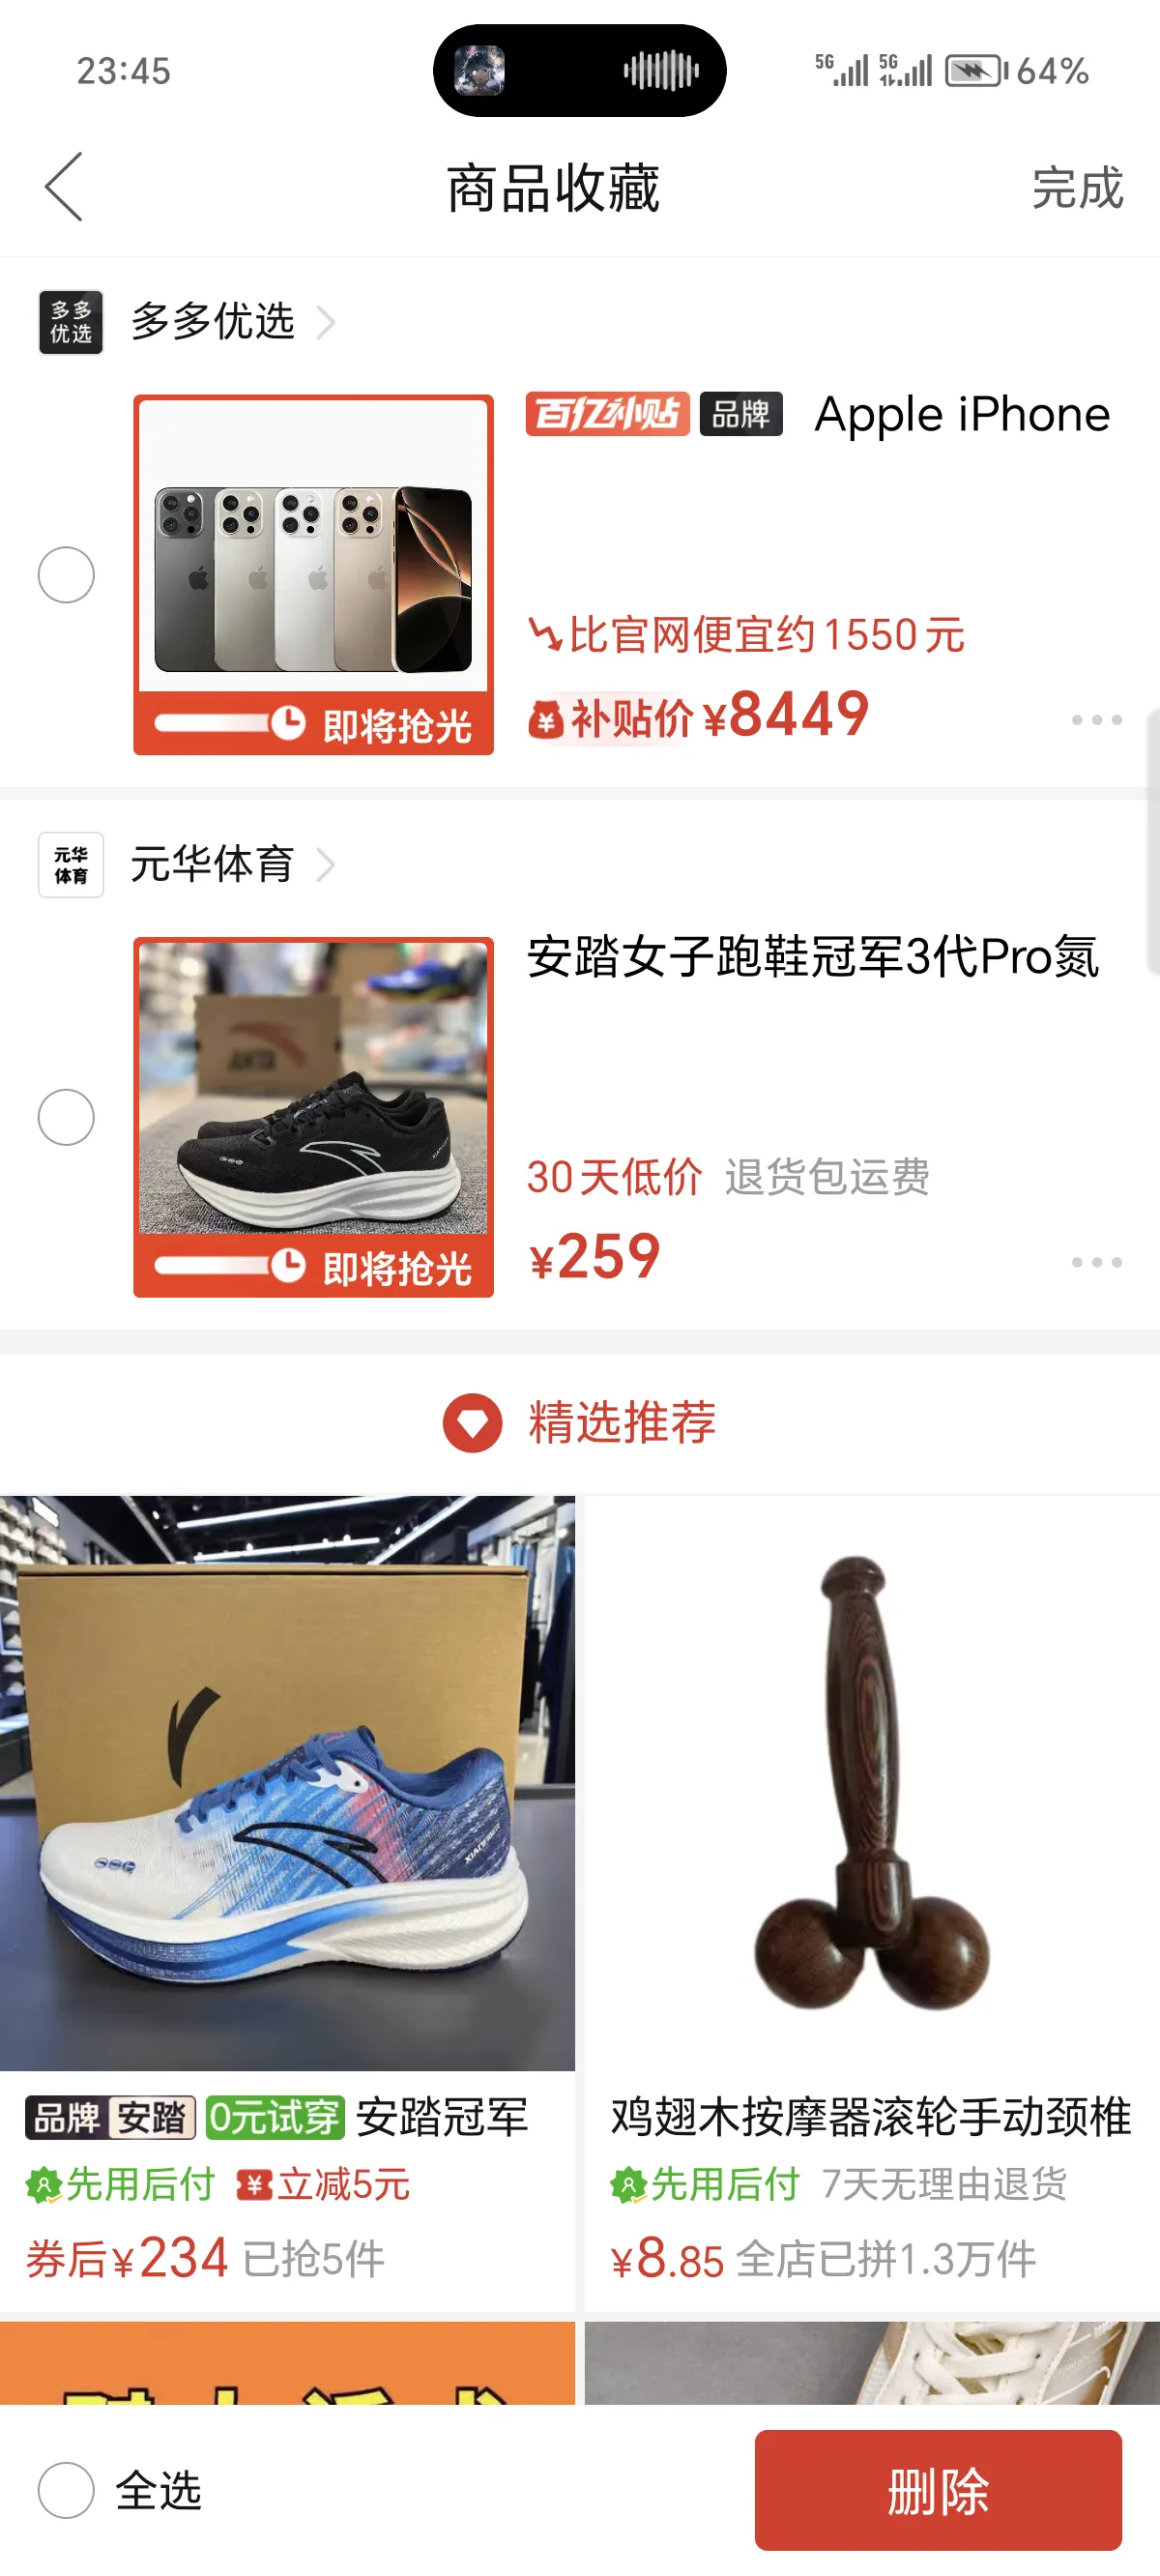 23:45
5G 5G 64%
商品收藏
完成
多多优选
多多优选
百亿补贴 品牌 Apple iPhone
比官网便宜约1550元
补贴价¥8449
即将抢光
元华体育
元华体育
安踏女子跑鞋冠军3代Pro氮
30天低价 退货包运费
¥259
即将抢光
精选推荐
品牌 安踏 0元试穿 安踏冠军
先用后付 ¥立减5元
券后¥234 已抢5件
鸡翅木按摩器滚轮手动颈椎
先用后付 7天无理由退货
¥8.85 全店已拼1.3万件
全选
删除